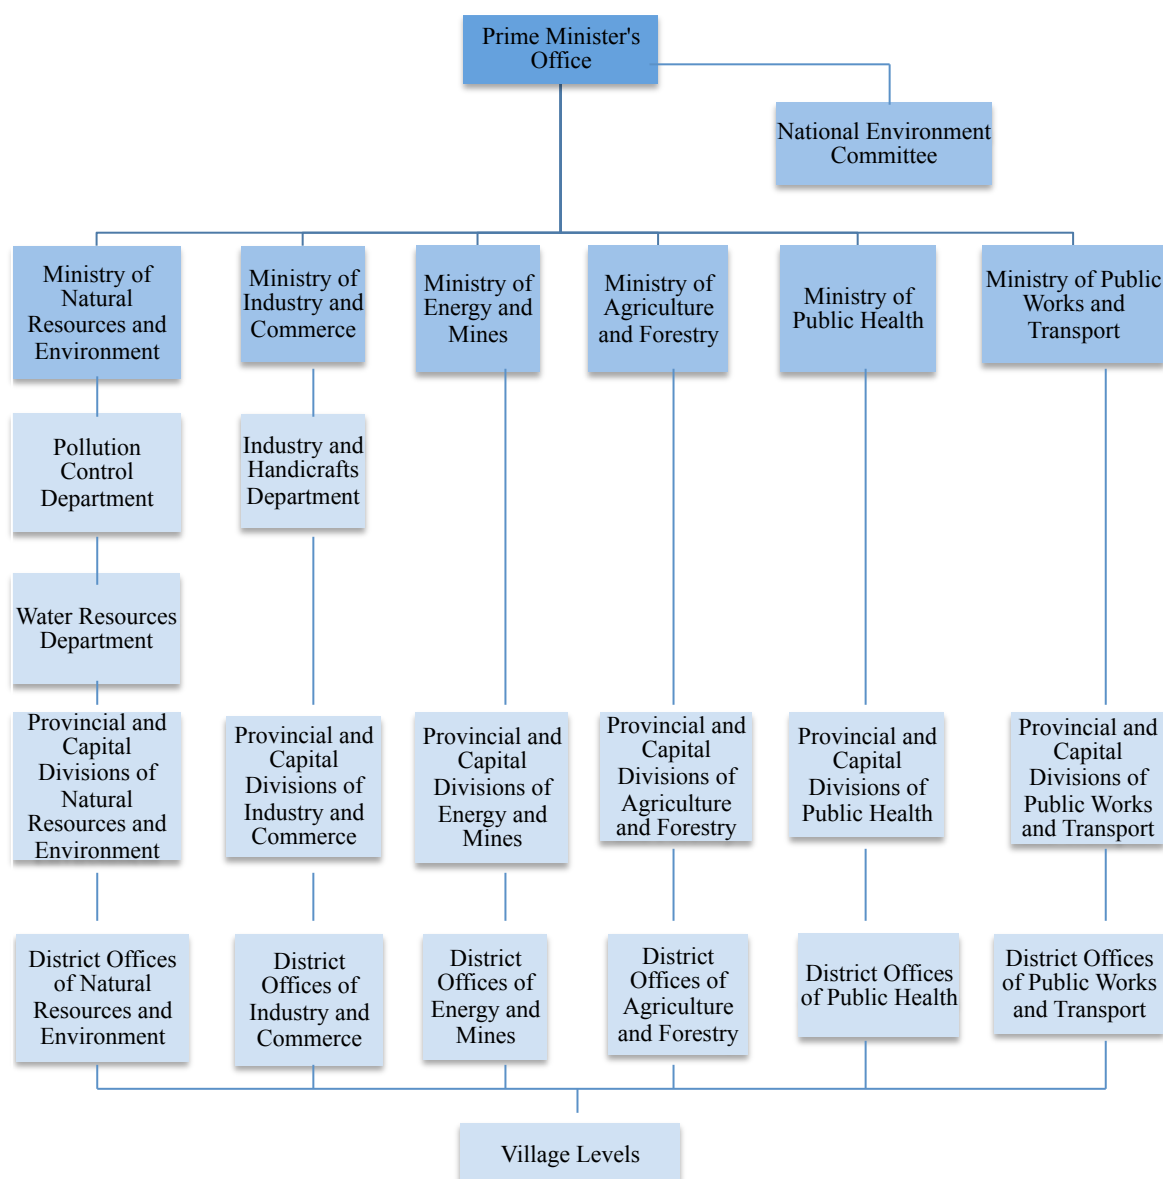 Prime Minister's
Office
National Environment
Committee
Ministry of
Natural
Resources and
Environment
Ministry of
Industry and
Commerce
Ministry of
Energy and
Mines
Ministry of
Agriculture
and Forestry
Ministry of
Public Health
Ministry of Public
Works and
Transport
Pollution
Control
Department
Industry and
Handicrafts
Department
Water Resources
Department
Provincial and
Capital
Divisions of
Natural
Resources and
Environment
Provincial and
Capital
Divisions of
Industry and
Commerce
Provincial and
Capital
Divisions of
Energy and
Mines
Provincial and
Capital
Divisions of
Agriculture
and Forestry
Provincial and
Capital
Divisions of
Public Health
Provincial and
Capital
Divisions of
Public Works
and Transport
District Offices
of Natural
Resources and
Environment
District
Offices of
Industry and
Commerce
District
Offices of
Energy and
Mines
District
Offices of
Agriculture
and Forestry
District Offices
of Public Health
District Offices
of Public Works
and Transport
Village Levels